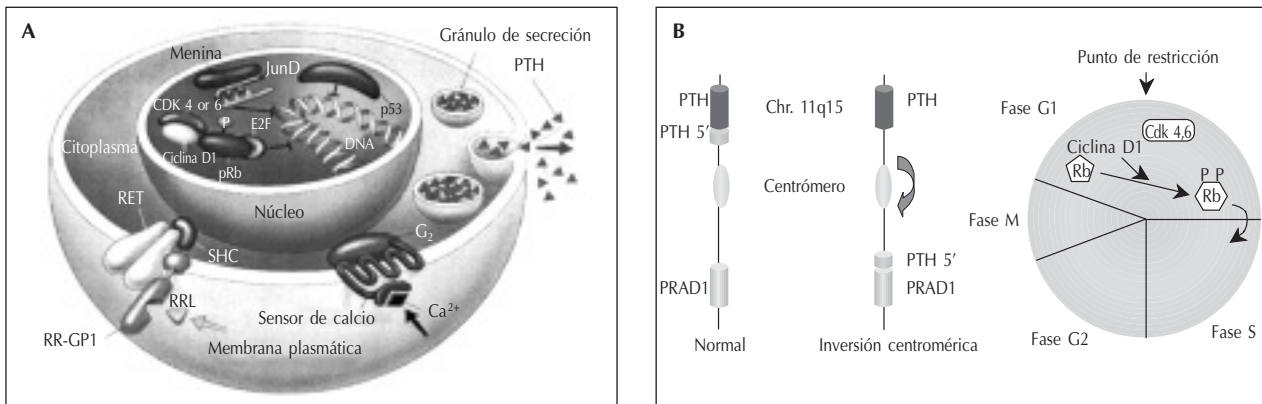 A
Menina
JunD
CDK 4 or 6
P
E2F
p53
DNA
Ciclina D1
pRb
Citoplasma
Núcleo
RET
SHC
RRL
RR-GP1
Sensor de calcio
Ca2+
Membrana plasmática
G2
Gránulo de secreción
PTH
B
PTH
PTH 5′
Chr. 11q15
PTH
Centrómero
PRAD1
PTH 5′
PRAD1
Normal
Inversión centromérica
Punto de restricción
Fase G1
Cdk 4,6
Ciclina D1
Rb
P P
Rb
Fase M
Fase G2
Fase S